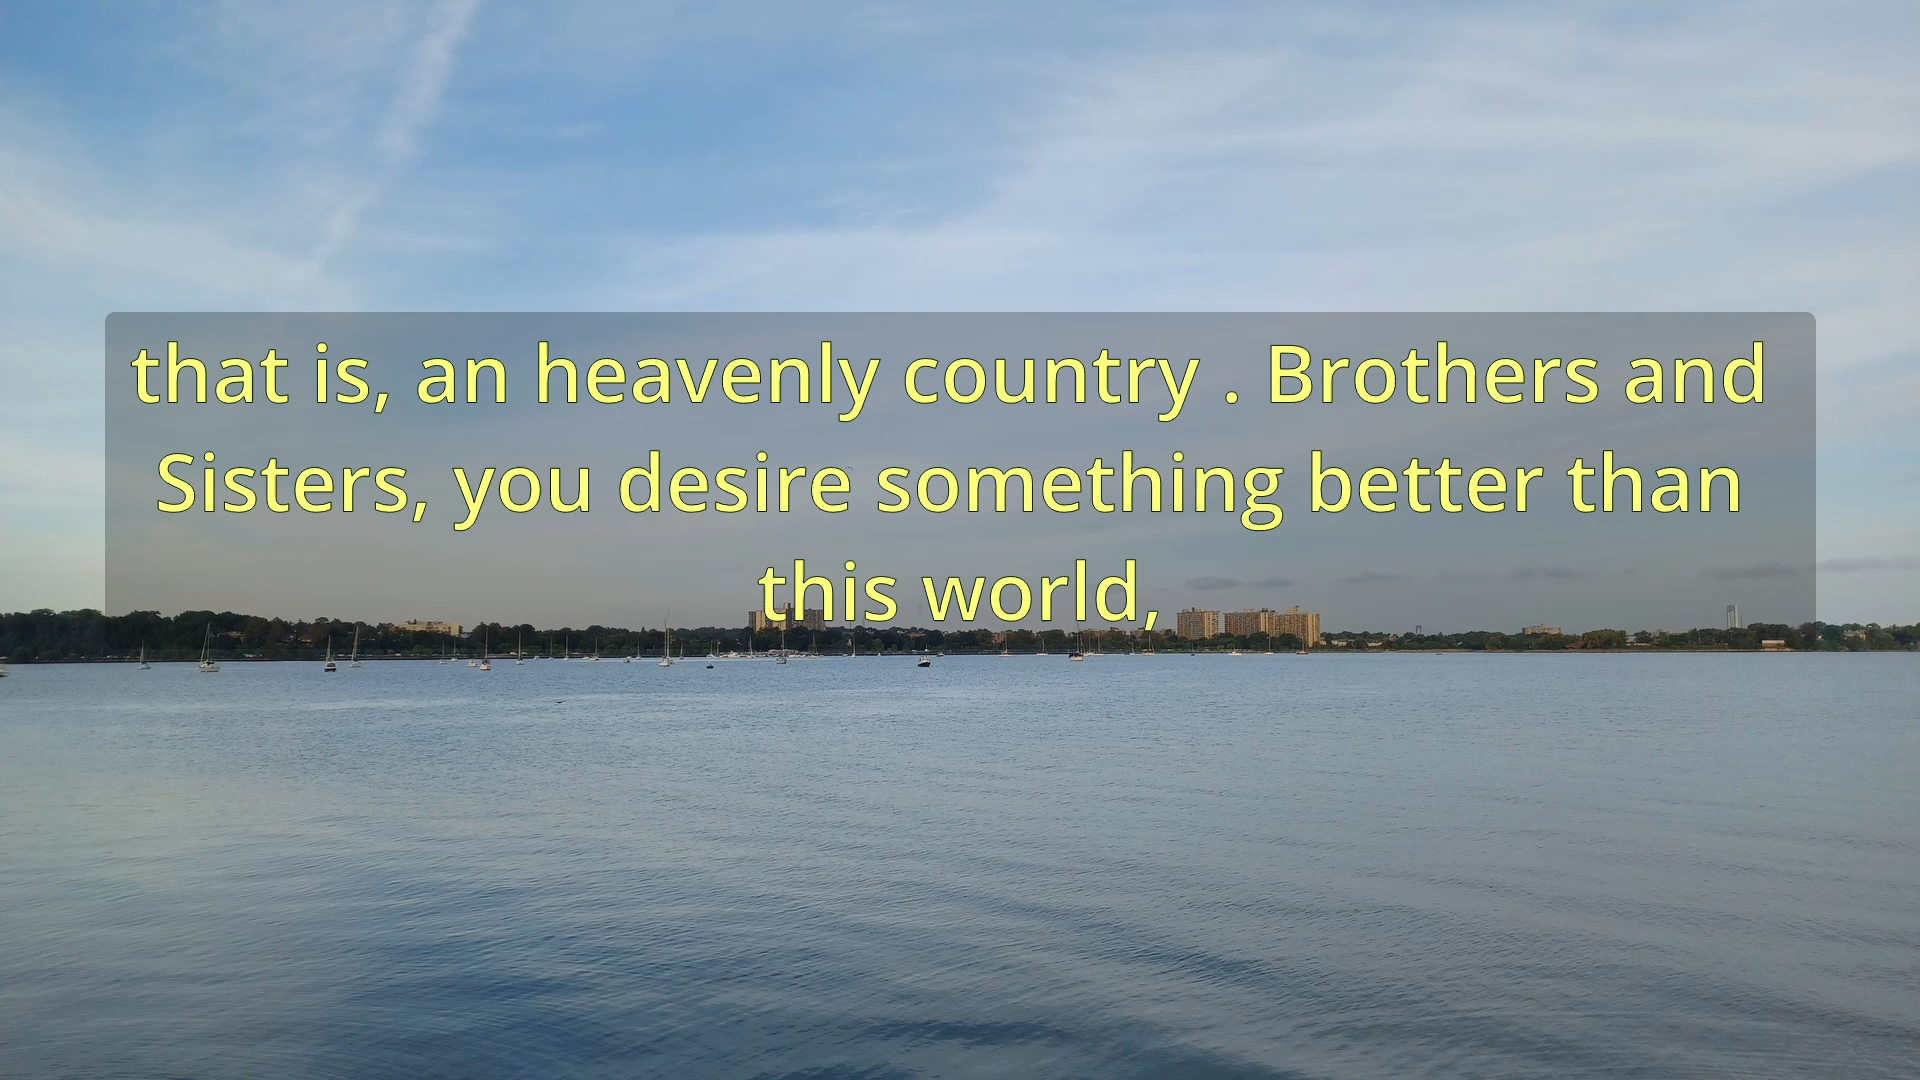 that is, an heavenly country . Brothers and
Sisters, you desire something better than
this world,